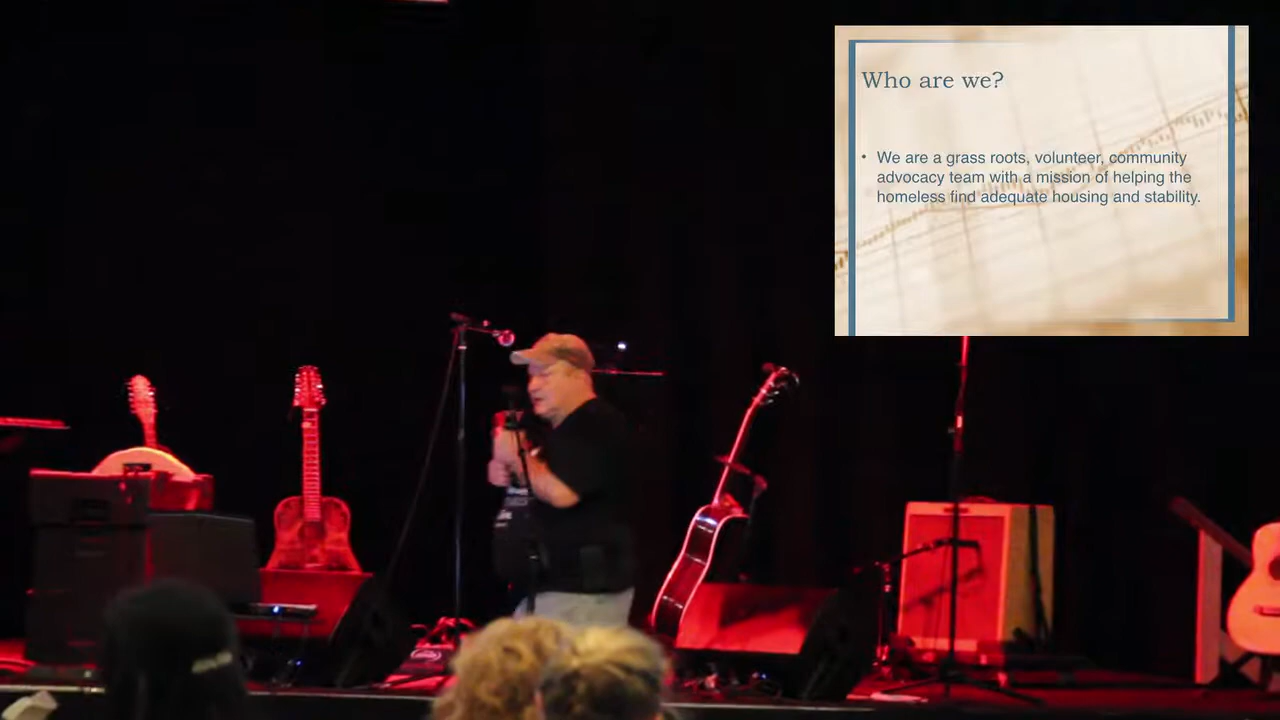 Who are we?
• We are a grass roots, volunteer, community
advocacy team with a mission of helping the
homeless find adequate housing and stability.